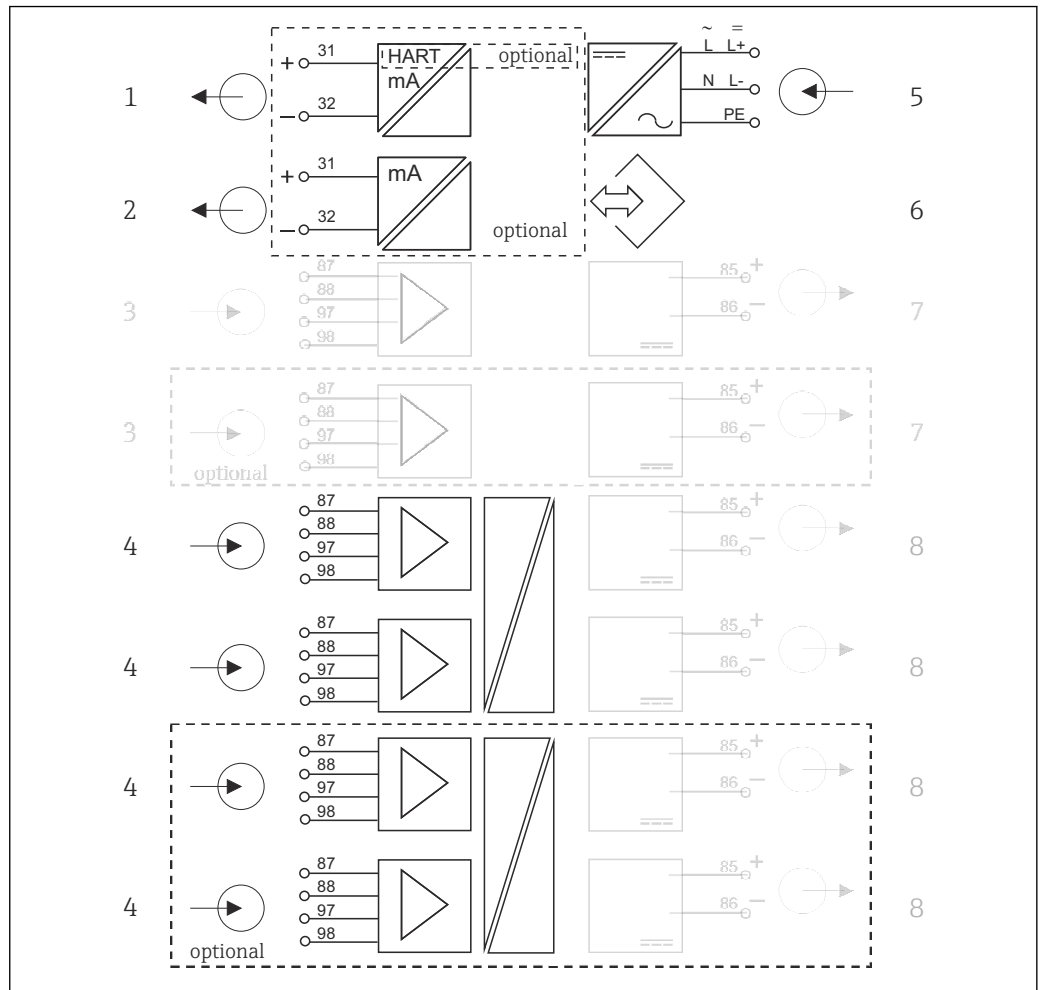 ~ =
+ 31 HART optional L L+
1 mA N L- 5
− 32 PE
+ 31 mA
2 6
− 32 optional
87 85 +
88
3 97 86 − 7
98
87 85 +
88
3 97 86 − 7
98
optional
87 85 +
88
4 97 86 − 8
98
87 85 +
88
4 97 86 − 8
98
87 85 +
88
4 97 86 − 8
98
87 85 +
88
4 97 86 − 8
98
optional